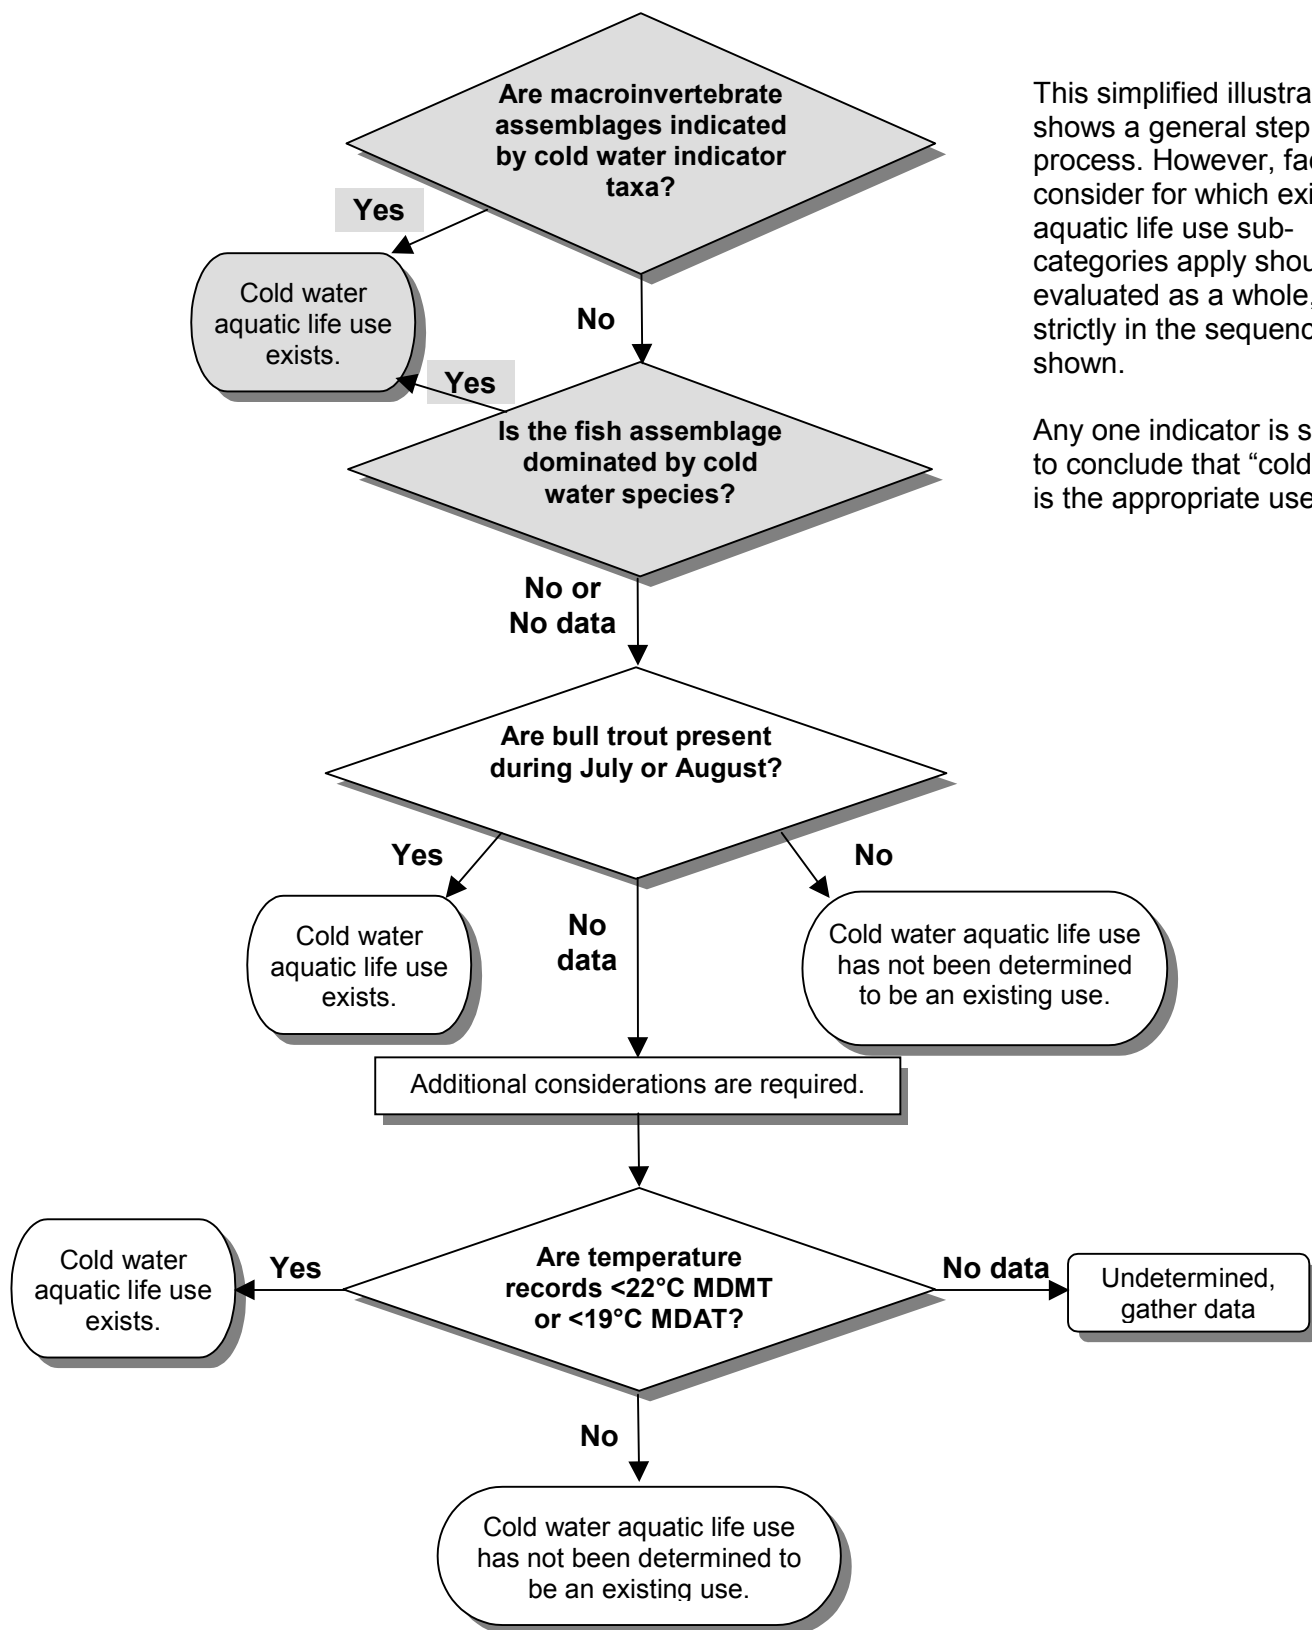 Are macroinvertebrate
assemblages indicated
by cold water indicator
taxa?
Yes
Cold water
aquatic life use
exists.
No
Yes
Is the fish assemblage
dominated by cold
water species?
No or
No data
Are bull trout present
during July or August?
Yes
No
Cold water
aquatic life use
exists.
No
data
Cold water aquatic life use
has not been determined
to be an existing use.
Additional considerations are required.
Are temperature
records <22°C MDMT
or <19°C MDAT?
Yes
Cold water
aquatic life use
exists.
No data
Undetermined,
gather data
No
Cold water aquatic life use
has not been determined to
be an existing use.
This simplified
shows a general step
process. However,
consider for which
aquatic life use sub-
categories apply
evaluated as a whole,
strictly in the
shown.
Any one indicator is
to conclude that “cold
is the appropriate use